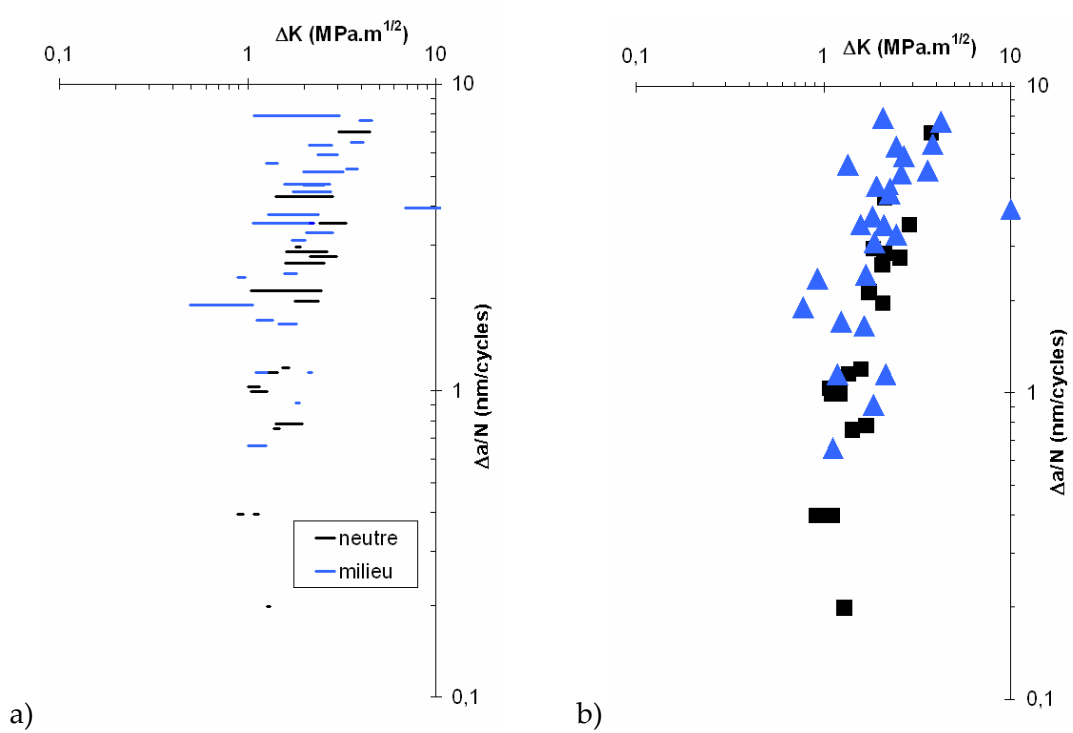 ΔK (MPa.m1/2)
0,1 1 10
10
1
0,1
Δa/N (nm/cycles)
neutre
milieu
a)
ΔK (MPa.m1/2)
0,1 1 10
10
1
0,1
Δa/N (nm/cycles)
b)